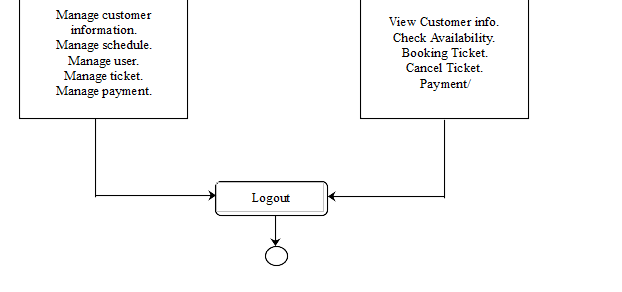 Manage customer
information.
Manage schedule.
Manage user.
Manage ticket.
Manage payment.
View Customer info.
Check Availability.
Booking Ticket.
Cancel Ticket.
Payment/
Logout